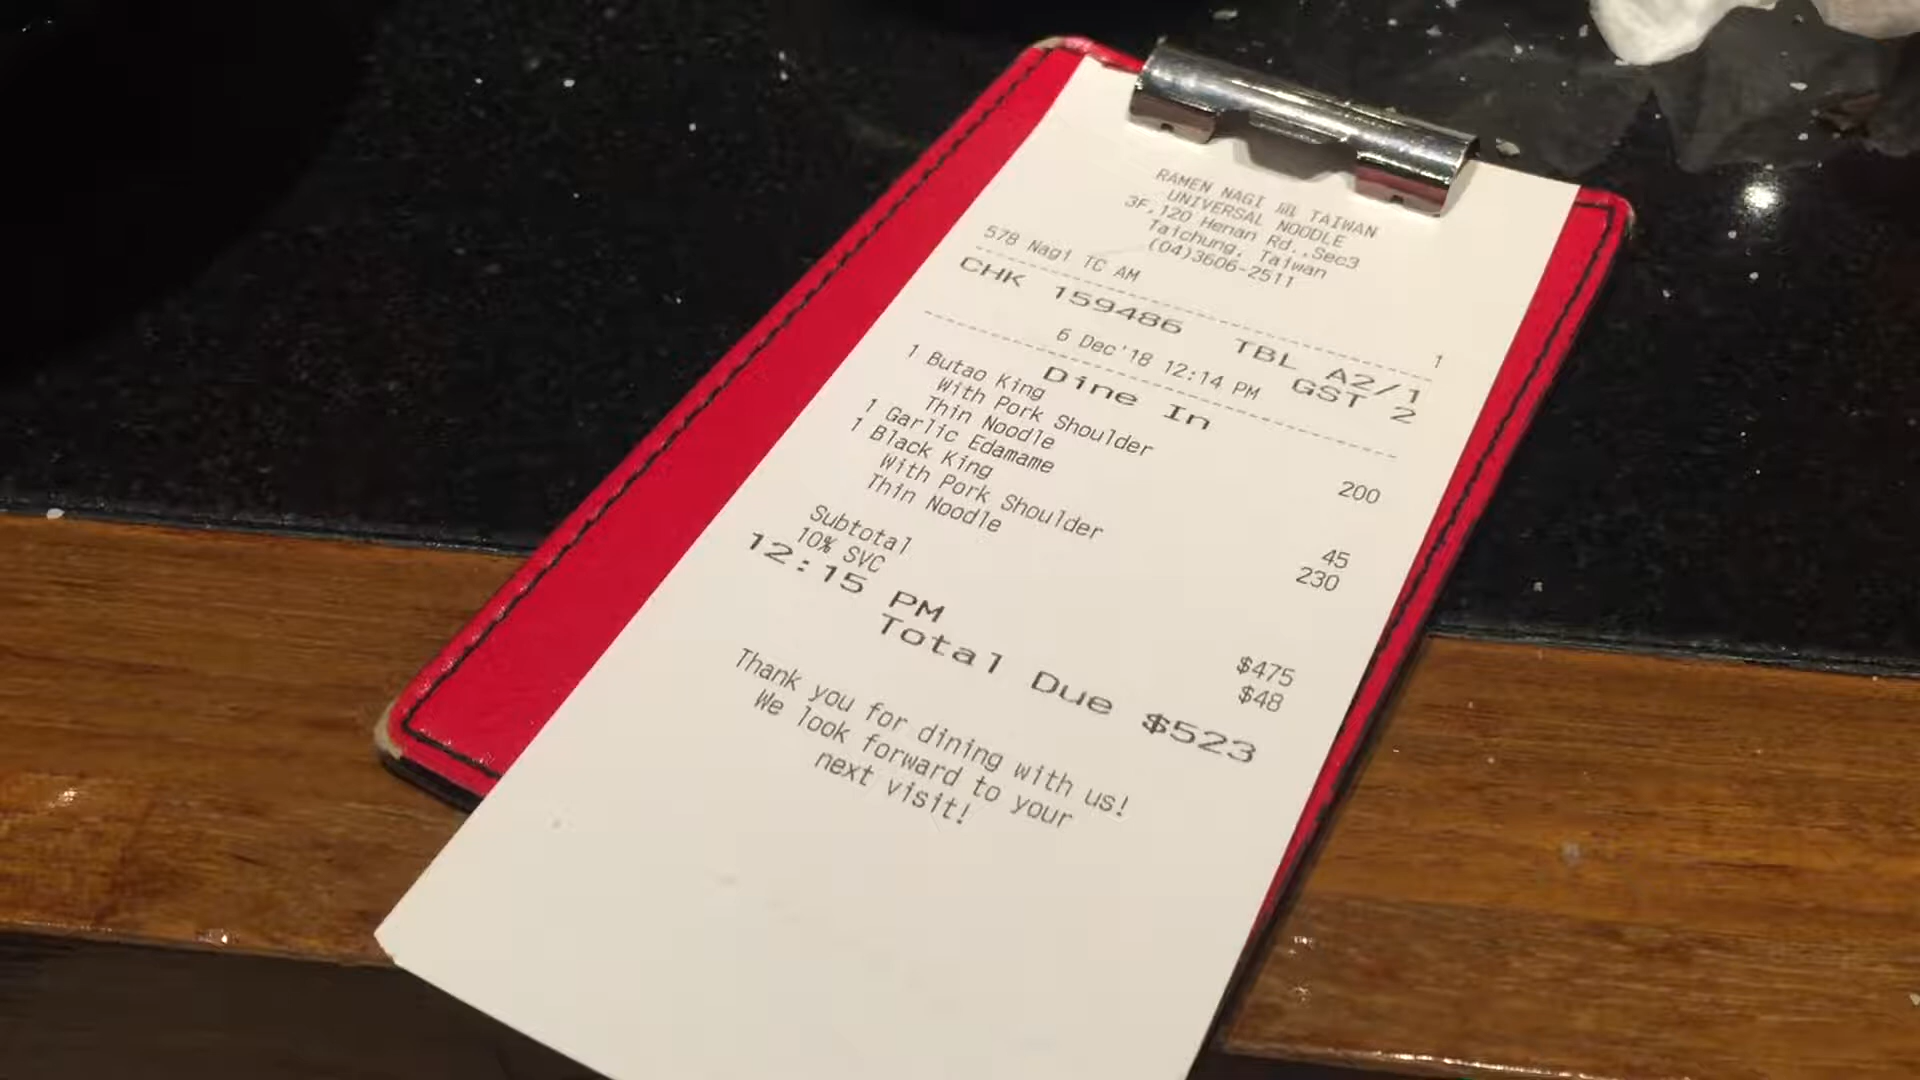 RAMEN NAGI 凪 TAIWAN
UNIVERSAL NOODLE
3F,120 Henan Rd.,Sec3
Taichung, Taiwan
(04)3606-2511
578 Nagi TC AM 1
CHK 159486 TBL A2/1
GST 2
6 Dec'18 12:14 PM
Dine In
1 Butao King 200
With Pork Shoulder
Thin Noodle
1 Garlic Edamame 45
1 Black King 230
With Pork Shoulder
Thin Noodle
Subtotal $475
10% SVC $48
12:15 PM
Total Due $523
Thank you for dining with us!
We look forward to your
next visit!